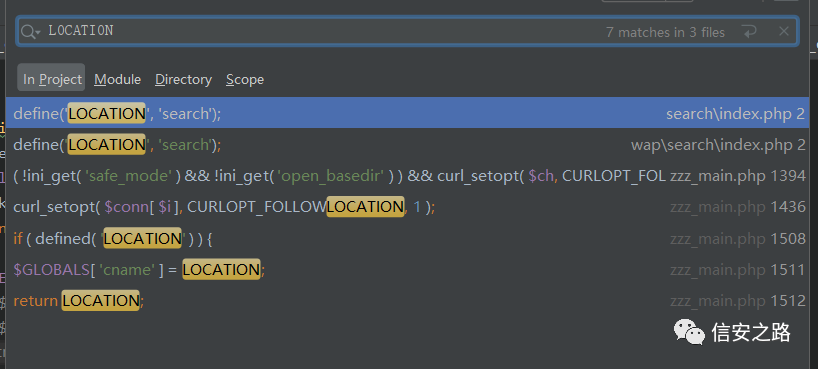 LOCATION 7 matches in 3 files
In Project Module Directory Scope
define('LOCATION', 'search'); search\index.php 2
define('LOCATION', 'search'); wap\search\index.php 2
( !ini_get( 'safe_mode' ) && !ini_get( 'open_basedir' ) ) && curl_setopt( $ch, CURLOPT_FOL zzz_main.php 1394
curl_setopt( $conn[ $i ], CURLOPT_FOLLOWLOCATION, 1 ); zzz_main.php 1436
if ( defined( 'LOCATION' ) ) { zzz_main.php 1508
$GLOBALS[ 'cname' ] = LOCATION; zzz_main.php 1511
return LOCATION; zzz_main.php 1512
信安之路